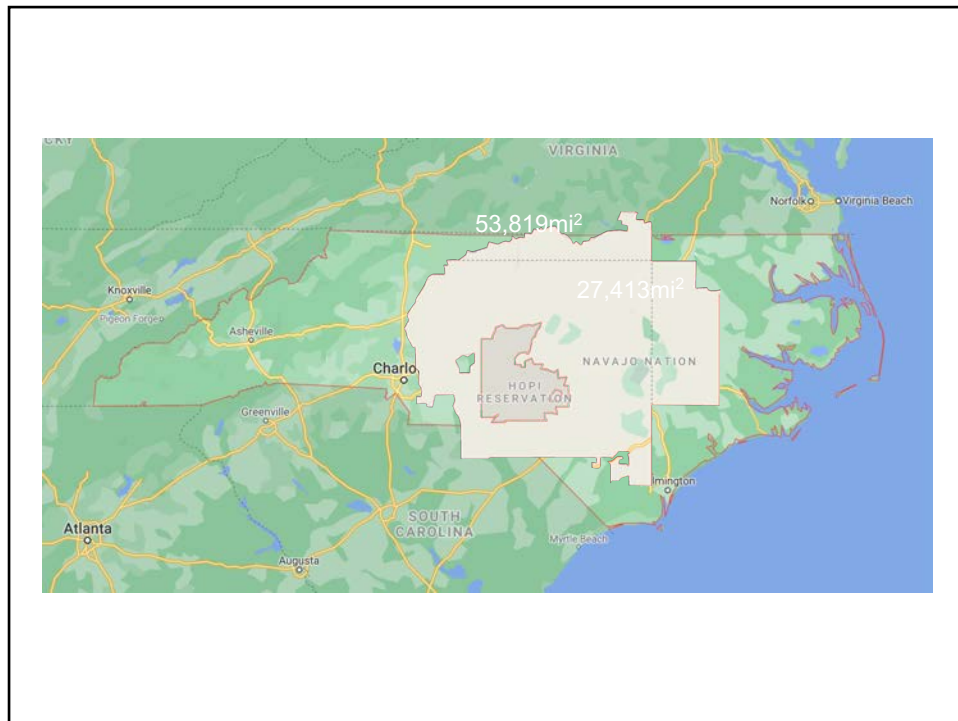 CKY
VIRGINIA
Norfolk
Virginia Beach
53,819mi²
27,413mi²
Knoxville
Pigeon Forge
Asheville
Charlo
NAVAJO NATION
HOPI
RESERVATION
Greenville
lmington
SOUTH
CAROLINA
Atlanta
Myrtle Beach
Augusta